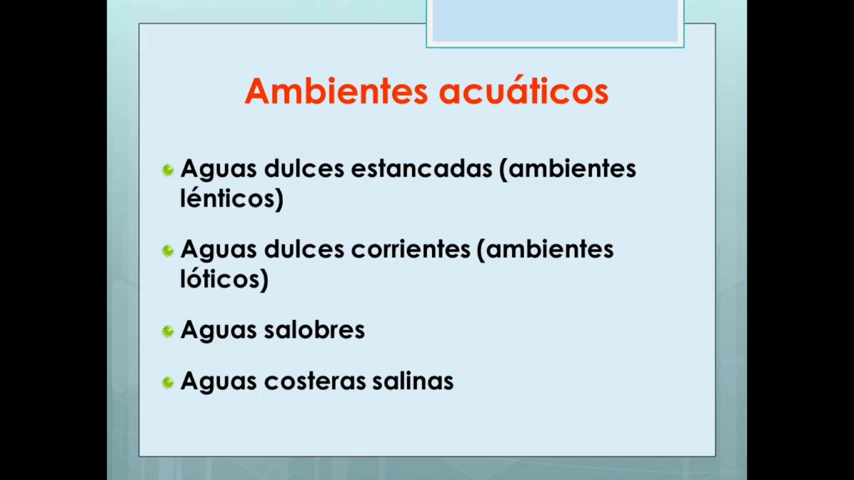 Ambientes acuáticos
Aguas dulces estancadas (ambientes
lénticos)
Aguas dulces corrientes (ambientes
lóticos)
Aguas salobres
Aguas costeras salinas